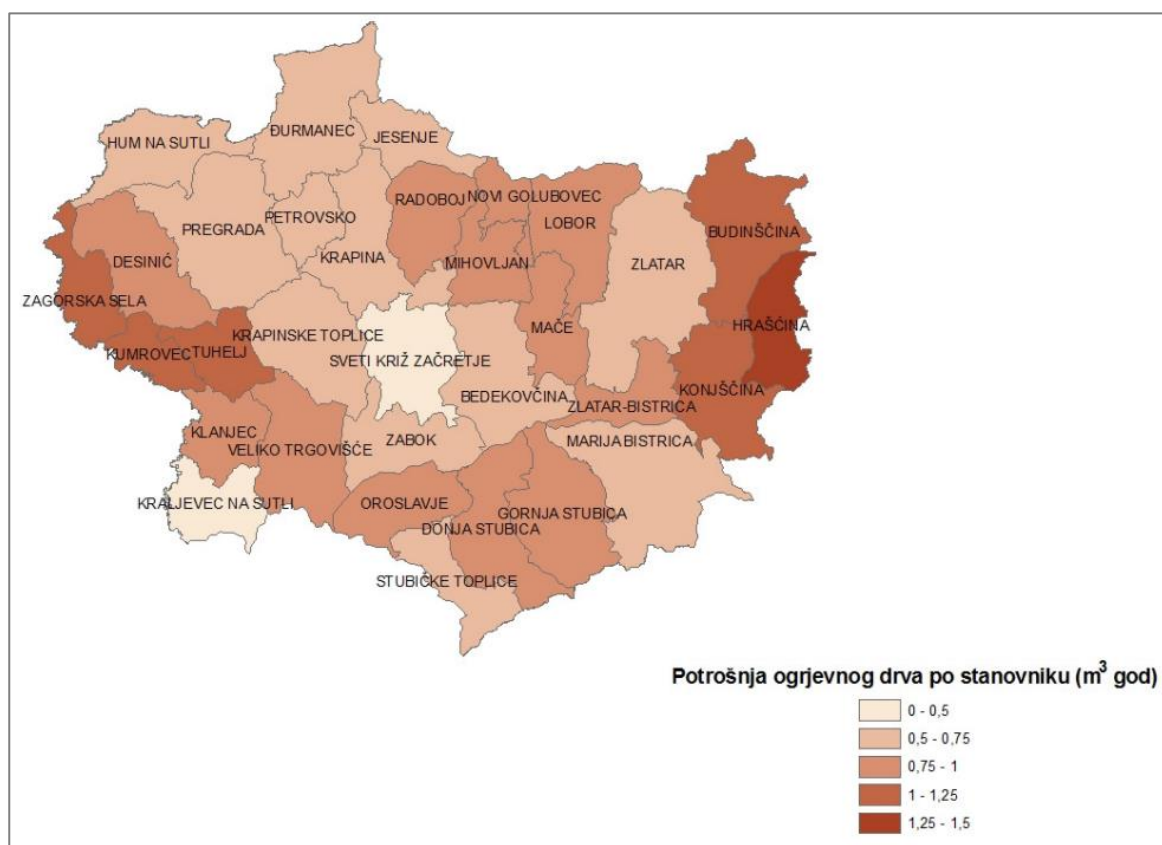 ĐURMANEC
JESENJE
HUM NA SUTLI
RADOBOJ
NOVI GOLUBOVEC
PETROVSKO
LOBOR
PREGRADA
BUDINŠČINA
KRAPINA
MIHOVLJAN
DESINIĆ
ZLATAR
ZAGORSKA SELA
MAČE
HRAŠĆINA
KRAPINSKE TOPLICE
KUMROVEC
TUHELJ
SVETI KRIŽ ZAČRETJE
KONJŠČINA
BEDEKOVČINA
ZLATAR-BISTRICA
KLANJEC
ZABOK
MARIJA BISTRICA
VELIKO TRGOVIŠĆE
KRALJEVEC NA SUTLI
OROSLAVJE
GORNJA STUBICA
DONJA STUBICA
STUBIČKE TOPLICE
Potrošnja ogrjevnog drva po stanovniku (m³ god)
0 - 0,5
0,5 - 0,75
0,75 - 1
1 - 1,25
1,25 - 1,5